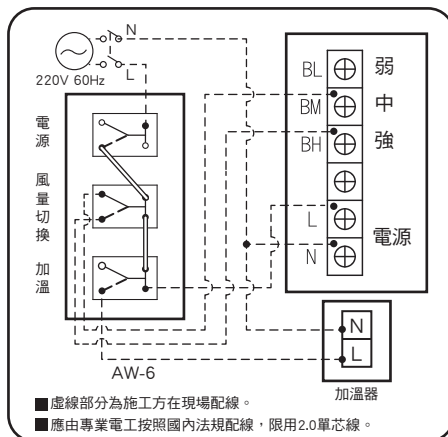 N
L
220V 60Hz
電源
風量切換
加溫
AW-6
BL 弱
BM 中
BH 強
L
N
電源
N
L
加溫器
■虛線部分為施工方在現場配線。
■應由專業電工按照國內法規配線，限用2.0單芯線。